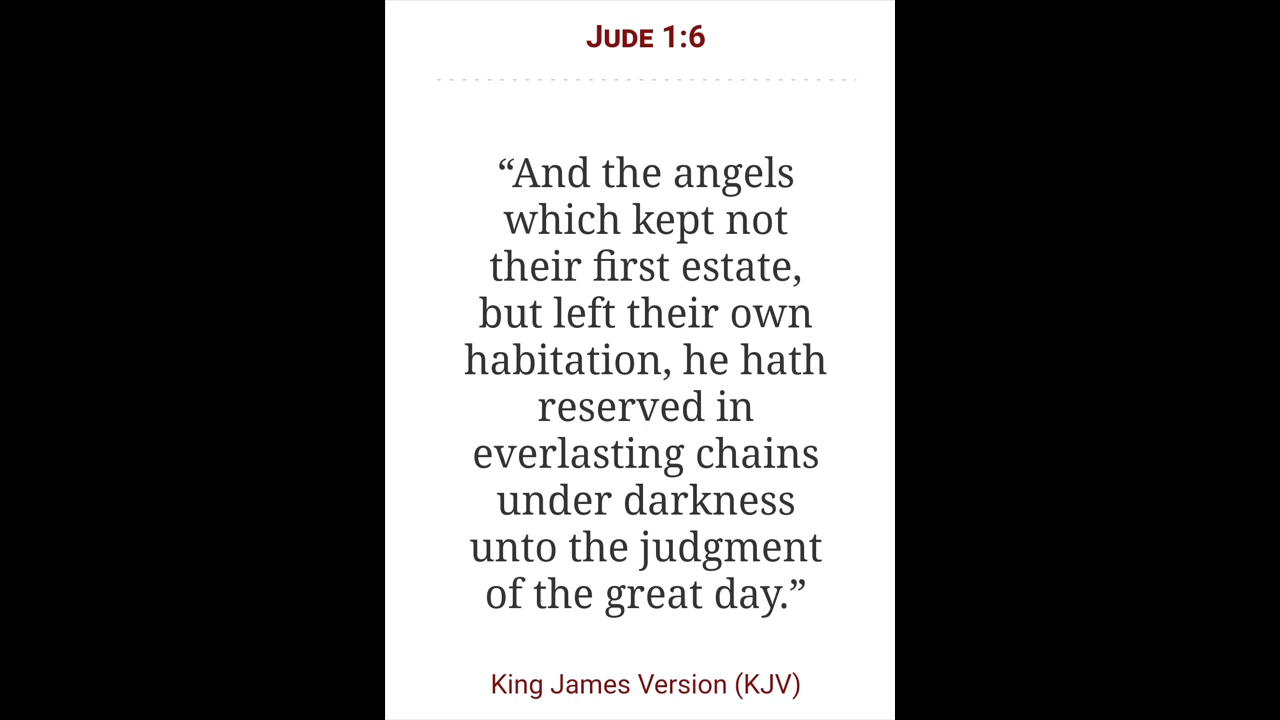 Jude 1:6
“And the angels
which kept not
their first estate,
but left their own
habitation, he hath
reserved in
everlasting chains
under darkness
unto the judgment
of the great day.”
King James Version (KJV)